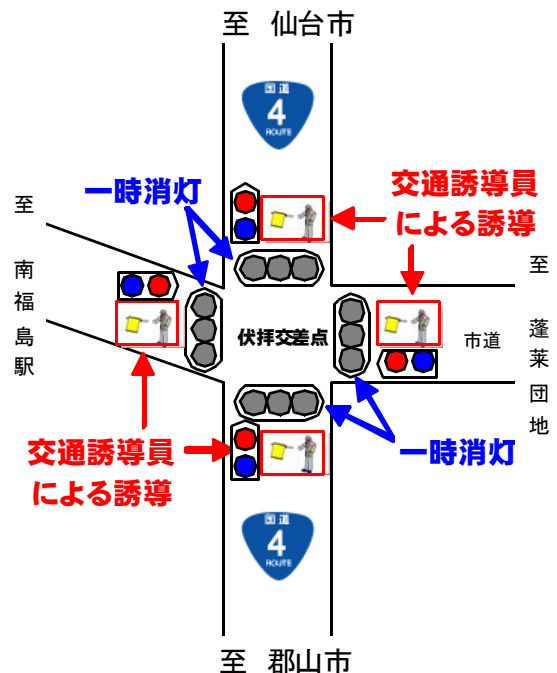 至 仙台市
国道
4
ROUTE
一時消灯
交通誘導員
による誘導
至 南福島駅
至 蓬莱団地
伏拝交差点
市道
交通誘導員
による誘導
一時消灯
国道
4
ROUTE
至 郡山市